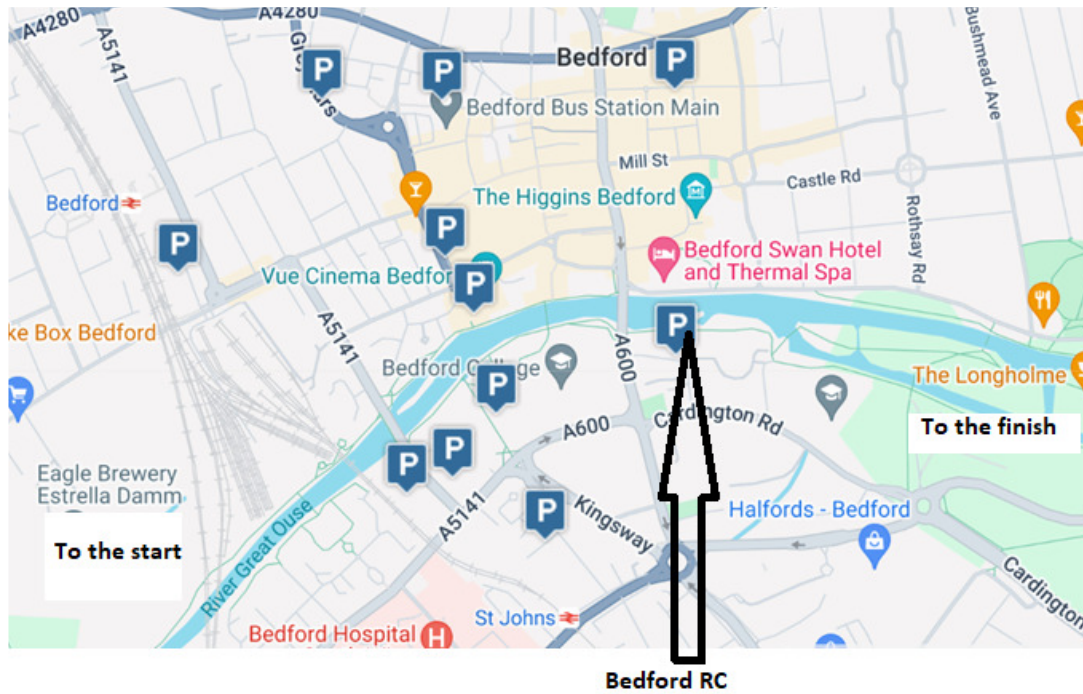 A4280
A4280
A5141
Greyfriars
P
P
Bedford
P
Bushmead Ave
Bedford Bus Station Main
Mill St
Castle Rd
Bedford
The Higgins Bedford
Rothsay Rd
P
P
Bedford Swan Hotel
and Thermal Spa
Vue Cinema Bedfor
P
ke Box Bedford
A5141
P
A600
Bedford College
P
The Longholme
Cardington Rd
To the finish
A600
P
P
Eagle Brewery
Estrella Damm
A5141
P
Kingsway
Halfords - Bedford
To the start
River Great Ouse
Cardington
St Johns
Bedford Hospital
H
Bedford RC